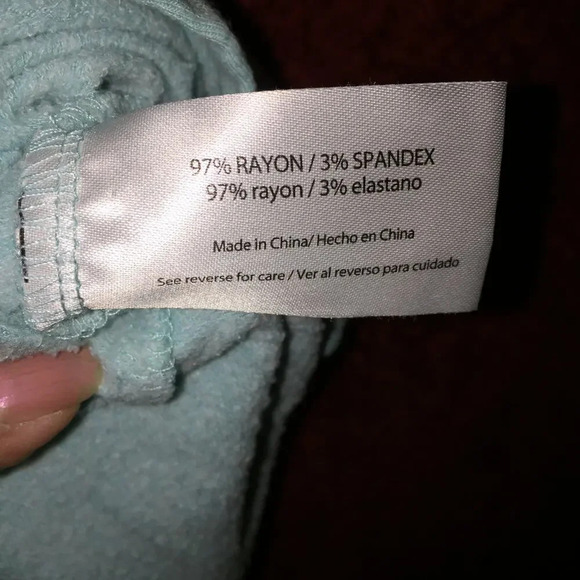 97% RAYON / 3% SPANDEX
97% rayon / 3% elastano
Made in China/ Hecho en China
See reverse for care / Ver al reverso para cuidado